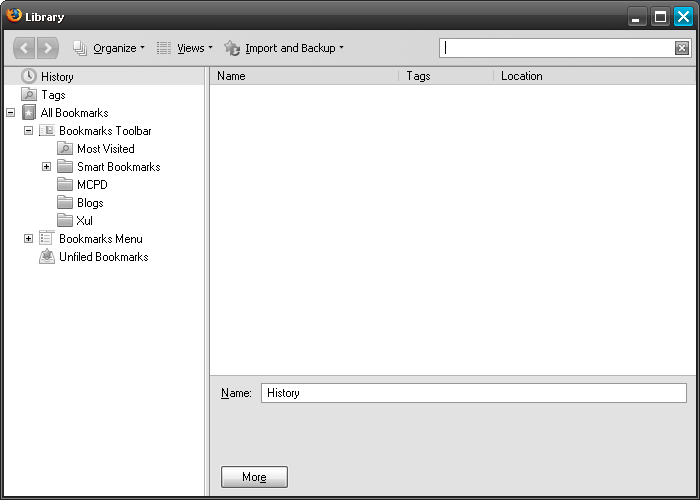 Library
Organize Views Import and Backup
History
Tags
All Bookmarks
Bookmarks Toolbar
Most Visited
Smart Bookmarks
MCPD
Blogs
Xul
Bookmarks Menu
Unfiled Bookmarks
Name Tags Location
Name: History
More